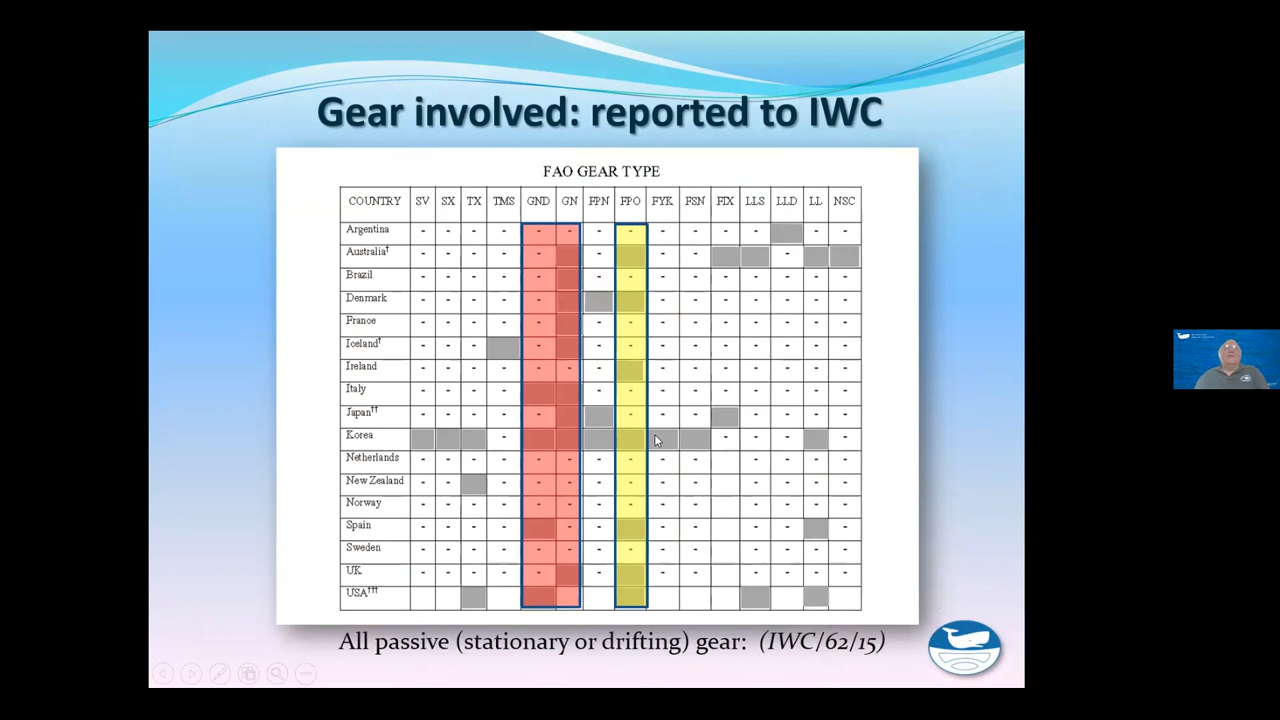 Gear involved: reported to IWC
FAO GEAR TYPE
COUNTRY SV SX TX TMS GND GN FPN FPO FYK FSN FIX LLS LLD LL NSC
Argentina - - - - - - - - - - - - - -
Australia† - - - - - - - - -
Brazil - - - - - - - - - - - - - -
Denmark - - - - - - - - - - - -
France - - - - - - - - - - - - - -
Iceland† - - - - - - - - - - - - -
Ireland - - - - - - - - - - - - - -
Italy - - - - - - - - - - - - -
Japan†† - - - - - - - - - - - -
Korea - - - - -
Netherlands - - - - - - - - - - - - - - -
New Zealand - - - - - - - - - - - - - -
Norway - - - - - - - - - - - - - - -
Spain - - - - - - - - - - -
Sweden - - - - - - - - - - - - - -
UK - - - - - - - - - - - -
USA†††
All passive (stationary or drifting) gear: (IWC/62/15)